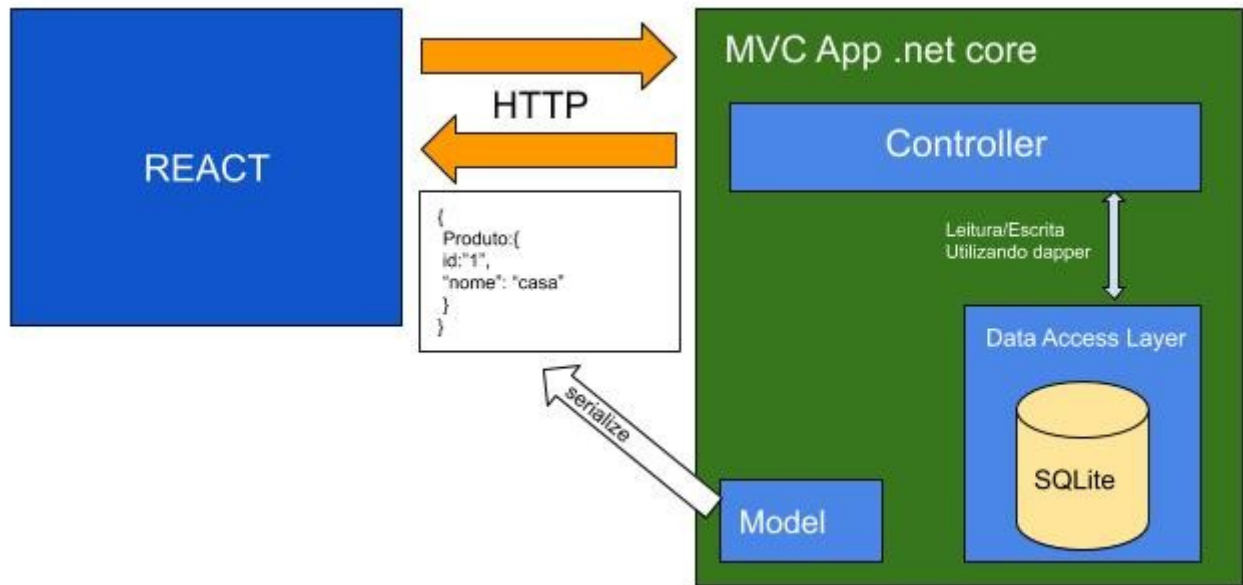 REACT
HTTP
{
Produto:{
id:"1",
"nome": "casa"
}
}
serialize
MVC App .net core
Controller
Leitura/Escrita
Utilizando dapper
Data Access Layer
SQLite
Model